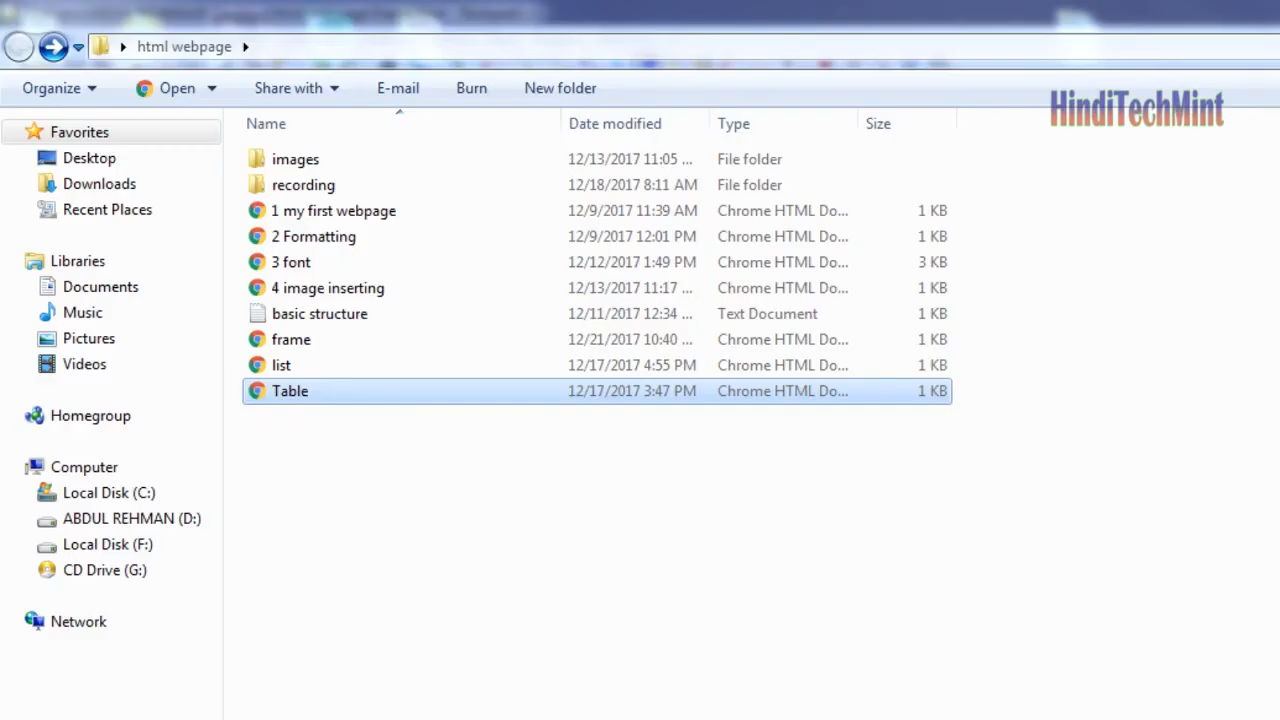 html webpage
Organize Open Share with E-mail Burn New folder
HindiTechMint
Name Date modified Type Size
Favorites
Desktop
Downloads
Recent Places
Libraries
Documents
Music
Pictures
Videos
Homegroup
Computer
Local Disk (C:)
ABDUL REHMAN (D:)
Local Disk (F:)
CD Drive (G:)
Network
images 12/13/2017 11:05 ... File folder
recording 12/18/2017 8:11 AM File folder
1 my first webpage 12/9/2017 11:39 AM Chrome HTML Do... 1 KB
2 Formatting 12/9/2017 12:01 PM Chrome HTML Do... 1 KB
3 font 12/12/2017 1:49 PM Chrome HTML Do... 3 KB
4 image inserting 12/13/2017 11:17 ... Chrome HTML Do... 1 KB
basic structure 12/11/2017 12:34 ... Text Document 1 KB
frame 12/21/2017 10:40 ... Chrome HTML Do... 1 KB
list 12/17/2017 4:55 PM Chrome HTML Do... 1 KB
Table 12/17/2017 3:47 PM Chrome HTML Do... 1 KB